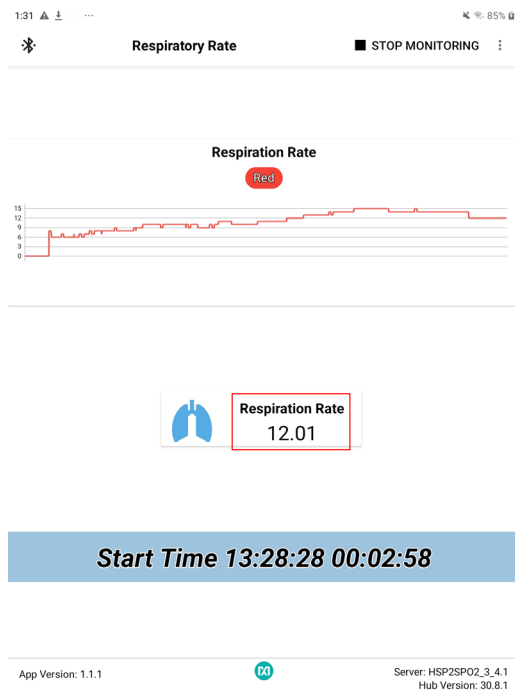 1:31 ... 85%
Respiratory Rate STOP MONITORING
Respiration Rate
Red
15
12
9
6
3
0
Respiration Rate
12.01
Start Time 13:28:28 00:02:58
App Version: 1.1.1
Server: HSP2SPO2_3_4.1
Hub Version: 30.8.1